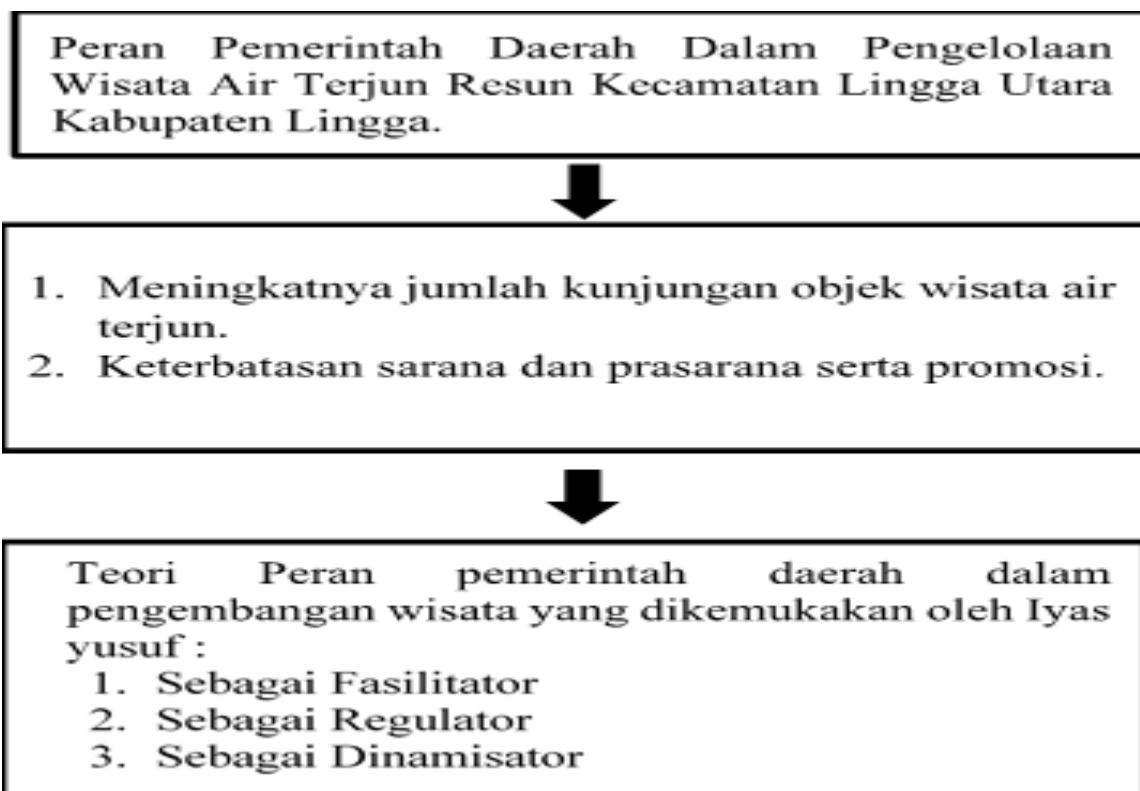 Peran Pemerintah Daerah Dalam Pengelolaan
Wisata Air Terjun Resun Kecamatan Lingga Utara
Kabupaten Lingga.
1. Meningkatnya jumlah kunjungan objek wisata air
terjun.
2. Keterbatasan sarana dan prasarana serta promosi.
Teori Peran pemerintah daerah dalam
pengembangan wisata yang dikemukakan oleh Iyas
yusuf :
1. Sebagai Fasilitator
2. Sebagai Regulator
3. Sebagai Dinamisator